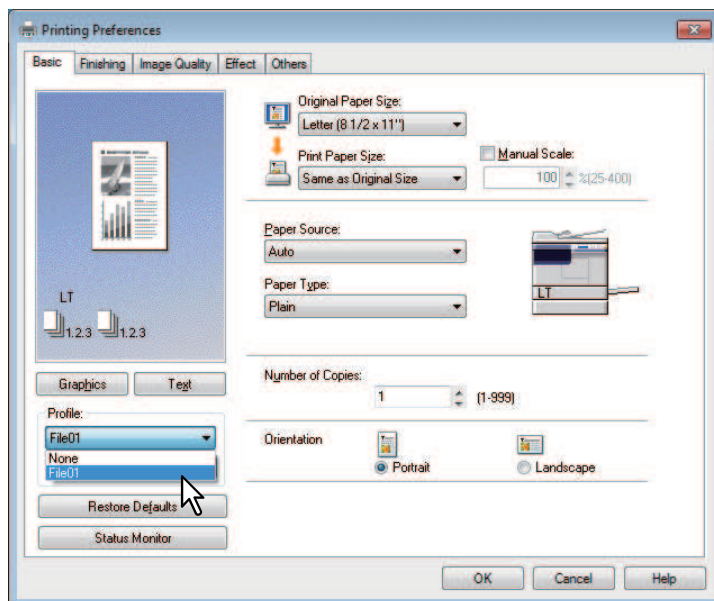 Printing Preferences
Basic Finishing Image Quality Effect Others
Original Paper Size:
Letter (8 1/2 x 11")
Print Paper Size:
Same as Original Size
Manual Scale:
100 %(25-400)
Paper Source:
Auto
Paper Type:
Plain
LT
LT
1.2.3 1.2.3
Graphics Text
Profile:
File01
None
File01
Restore Defaults
Status Monitor
Number of Copies:
1 (1-999)
Orientation
Portrait
Landscape
OK Cancel Help